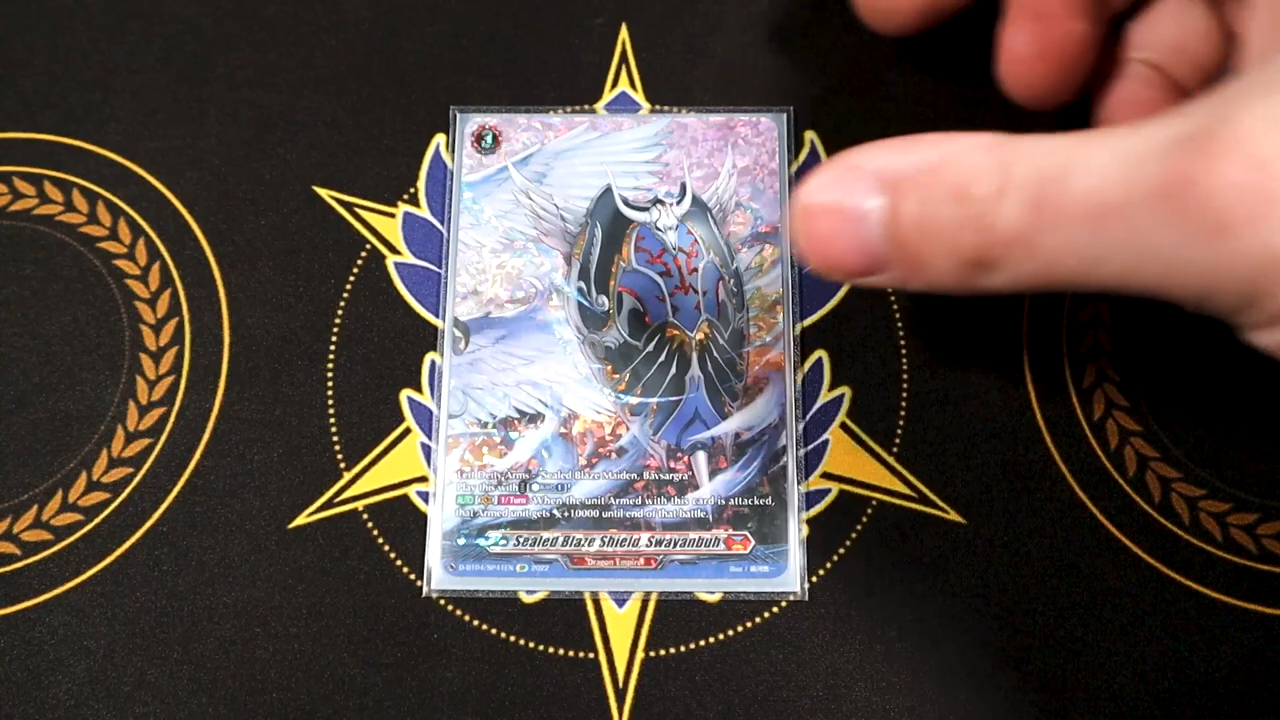 Left Deity Arms - "Sealed Blaze Maiden, Bavsargra"
Play this with
AUTO 1/Turn When the unit Armed with this card is attacked,
that Armed unit gets +10000 until end of that battle.
Sealed Blaze Shield, Swayanbuh
Dragon Empire
D-BT04/SP41EN 2022 Illust /